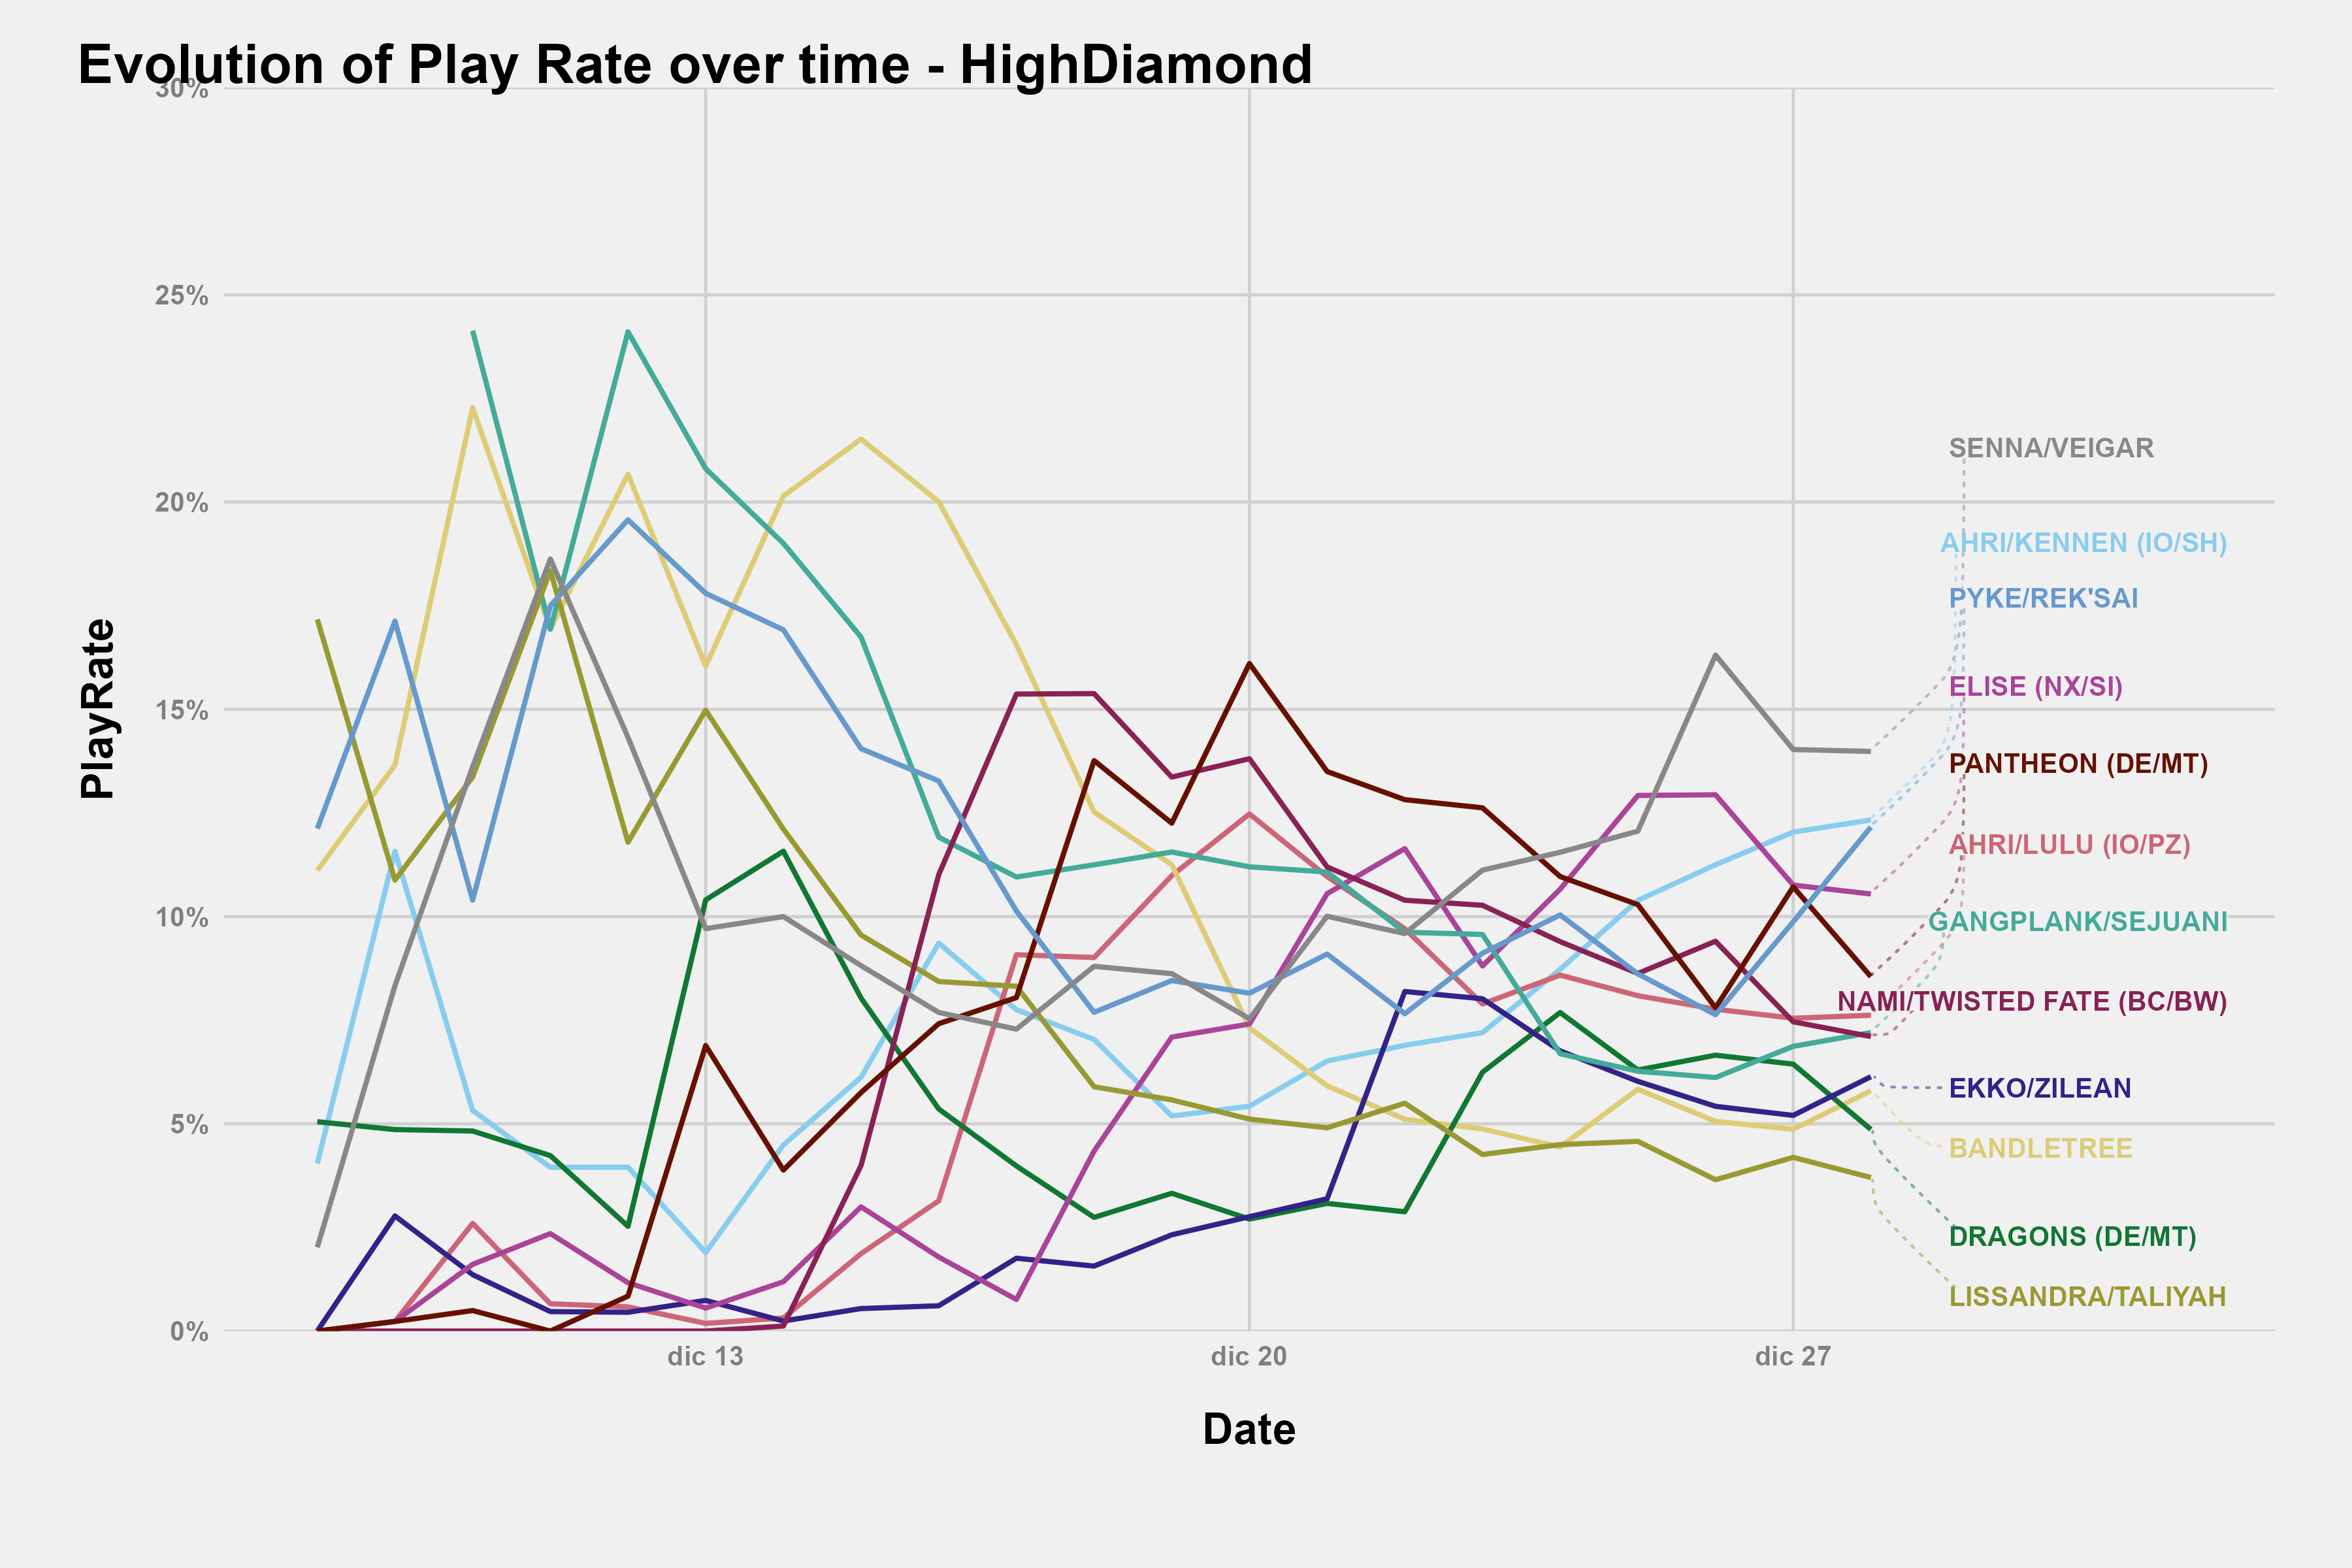 Evolution of Play Rate over time - HighDiamond
30%
25%
20%
15%
10%
5%
0%
PlayRate
dic 13
dic 20
dic 27
Date
SENNA/VEIGAR
AHRI/KENNEN (IO/SH)
PYKE/REK'SAI
ELISE (NX/SI)
PANTHEON (DE/MT)
AHRI/LULU (IO/PZ)
GANGPLANK/SEJUANI
NAMI/TWISTED FATE (BC/BW)
EKKO/ZILEAN
BANDLETREE
DRAGONS (DE/MT)
LISSANDRA/TALIYAH